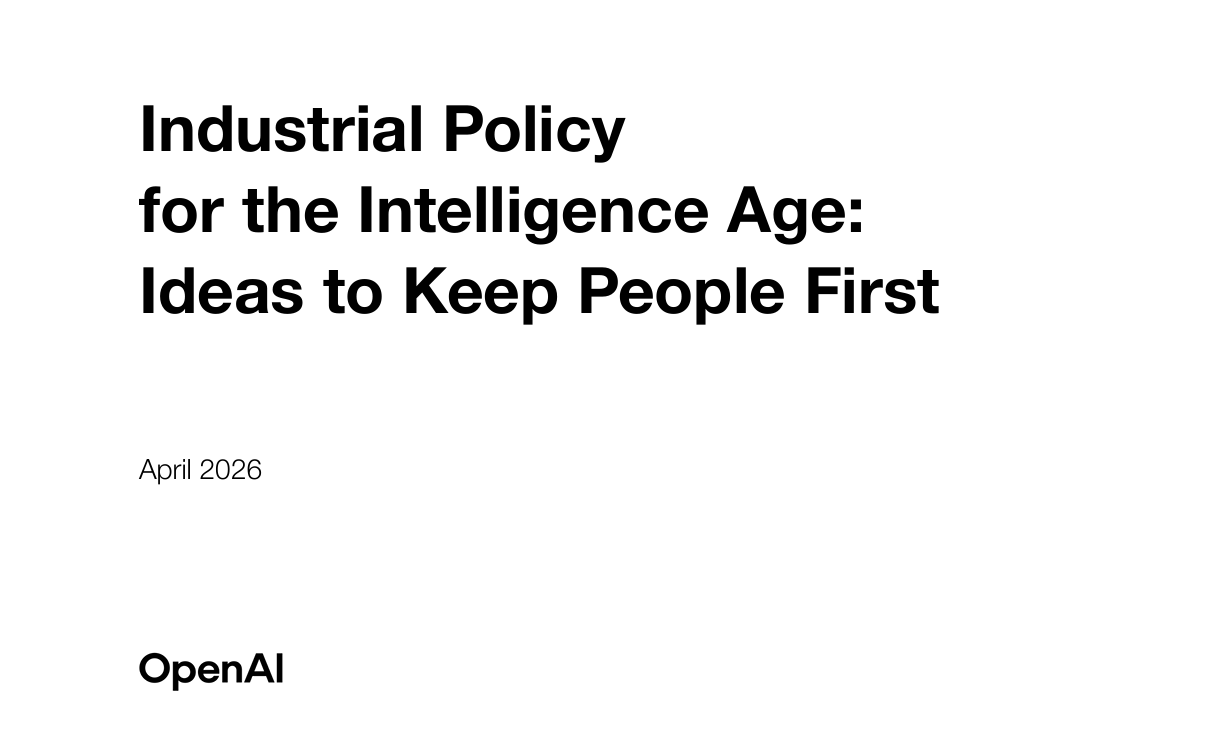 Industrial Policy
for the Intelligence Age:
Ideas to Keep People First
April 2026
OpenAI